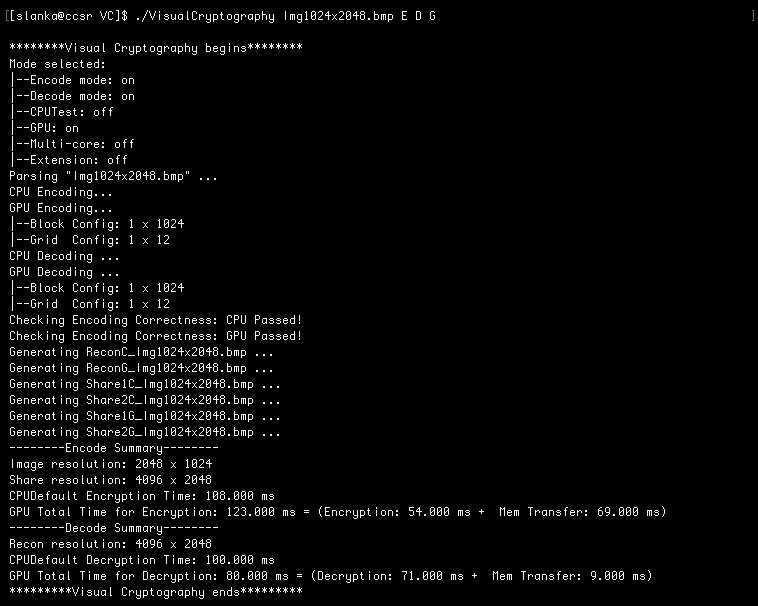 [[slanka@ccsr VC]$ ./VisualCryptography Img1024x2048.bmp E D G ]
********Visual Cryptography begins********
Mode selected:
|--Encode mode: on
|--Decode mode: on
|--CPUTest: off
|--GPU: on
|--Multi-core: off
|--Extension: off
Parsing "Img1024x2048.bmp" ...
CPU Encoding...
GPU Encoding...
|--Block Config: 1 x 1024
|--Grid  Config: 1 x 12
CPU Decoding ...
GPU Decoding ...
|--Block Config: 1 x 1024
|--Grid  Config: 1 x 12
Checking Encoding Correctness: CPU Passed!
Checking Encoding Correctness: GPU Passed!
Generating ReconC_Img1024x2048.bmp ...
Generating ReconG_Img1024x2048.bmp ...
Generating Share1C_Img1024x2048.bmp ...
Generating Share2C_Img1024x2048.bmp ...
Generating Share1G_Img1024x2048.bmp ...
Generating Share2G_Img1024x2048.bmp ...
--------Encode Summary--------
Image resolution: 2048 x 1024
Share resolution: 4096 x 2048
CPUDefault Encryption Time: 108.000 ms
GPU Total Time for Encryption: 123.000 ms = (Encryption: 54.000 ms +  Mem Transfer: 69.000 ms)
--------Decode Summary--------
Recon resolution: 4096 x 2048
CPUDefault Decryption Time: 100.000 ms
GPU Total Time for Decryption: 80.000 ms = (Decryption: 71.000 ms +  Mem Transfer: 9.000 ms)
*********Visual Cryptography ends*********